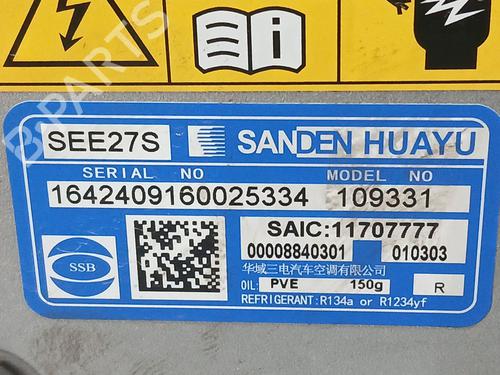 SEE27S SANDEN HUAYU
SERIAL NO MODEL NO
1642409160025334 109331
SAIC:11707777
00008840301 010303
华域三电汽车空调有限公司
OIL: PVE 150g R
REFRIGERANT:R134a or R1234yf
SSB
B-PARTS